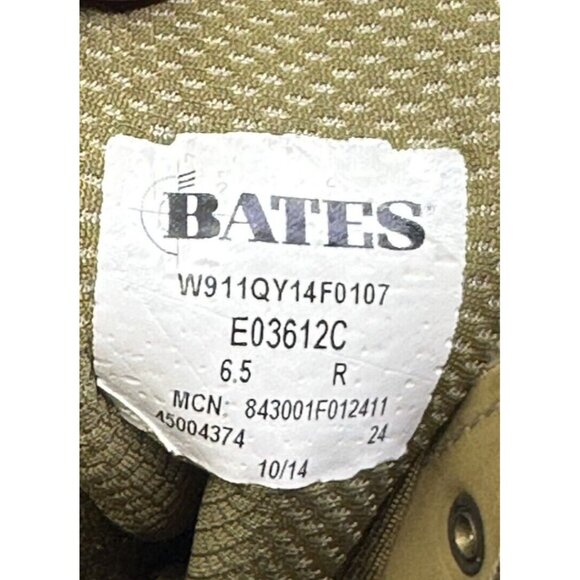 BATES
W911QY14F0107
E03612C
6.5 R
MCN: 843001F012411
45004374 24
10/14